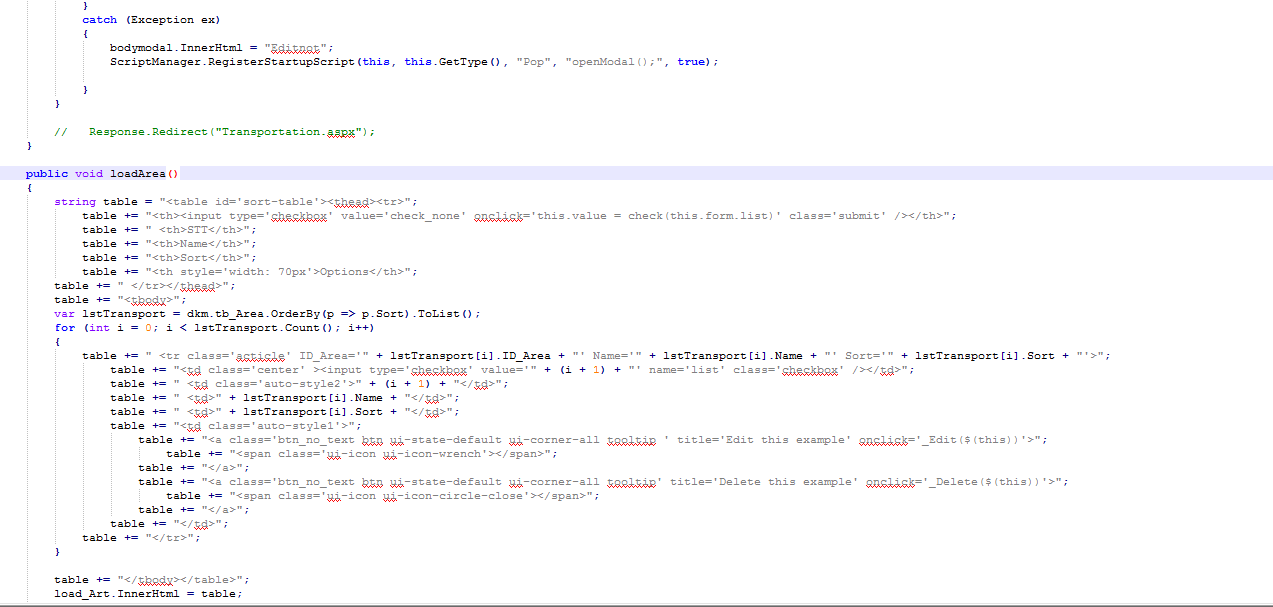 }
catch (Exception ex)
{
bodymodal.InnerHtml = "Editnot";
ScriptManager.RegisterStartupScript(this, this.GetType(), "Pop", "openModal();", true);
}
}
//   Response.Redirect("Transportation.aspx");
}
public void loadArea()
{
string table = "<table id='sort-table'><thead><tr>";
table += "<th><input type='checkbox' value='check_none' onclick='this.value = check(this.form.list)' class='submit' /></th>";
table += " <th>STT</th>";
table += "<th>Name</th>";
table += "<th>Sort</th>";
table += "<th style='width: 70px'>Options</th>";
table += " </tr></thead>";
table += "<tbody>";
var lstTransport = dkm.tb_Area.OrderBy(p => p.Sort).ToList();
for (int i = 0; i < lstTransport.Count(); i++)
{
table += " <tr class='acticle' ID_Area='" + lstTransport[i].ID_Area + "' Name='" + lstTransport[i].Name + "' Sort='" + lstTransport[i].Sort + "'>";
table += "<td class='center' ><input type='checkbox' value='" + (i + 1) + "' name='list' class='checkbox' /></td>";
table += " <td class='auto-style2'>" + (i + 1) + "</td>";
table += " <td>" + lstTransport[i].Name + "</td>";
table += " <td>" + lstTransport[i].Sort + "</td>";
table += "<td class='auto-style1'>";
table += "<a class='btn_no_text btn ui-state-default ui-corner-all tooltip ' title='Edit this example' onclick='_Edit($(this))'>";
table += "<span class='ui-icon ui-icon-wrench'></span>";
table += "</a>";
table += "<a class='btn_no_text btn ui-state-default ui-corner-all tooltip' title='Delete this example' onclick='_Delete($(this))'>";
table += "<span class='ui-icon ui-icon-circle-close'></span>";
table += "</a>";
table += "</td>";
table += "</tr>";
}
table += "</tbody></table>";
load_Art.InnerHtml = table;